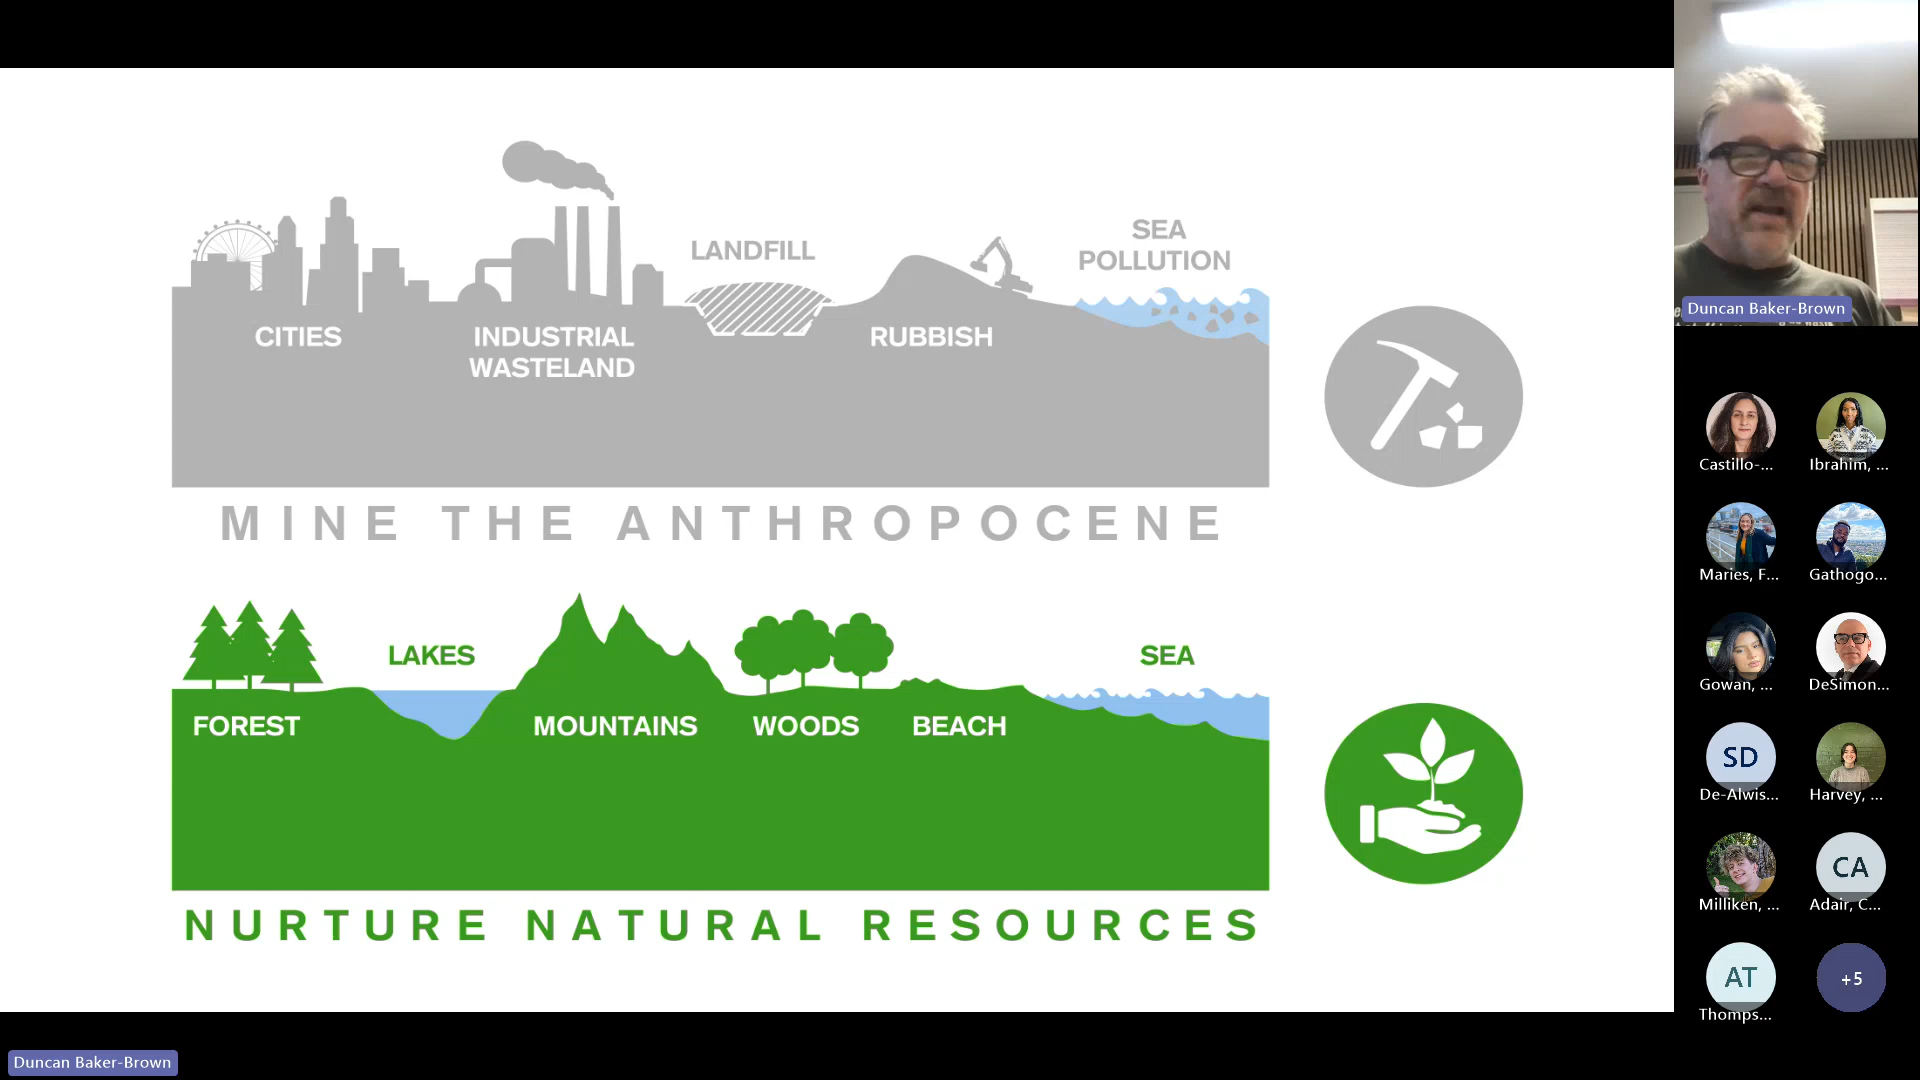 LANDFILL
SEA
POLLUTION
CITIES
INDUSTRIAL
WASTELAND
RUBBISH
MINE THE ANTHROPOCENE
LAKES
SEA
FOREST
MOUNTAINS
WOODS
BEACH
NURTURE NATURAL RESOURCES
Duncan Baker-Brown
Castillo-...
Ibrahim, ...
Maries, F...
Gathogo...
Gowan, ...
DeSimon...
SD
De-Alwis...
Harvey, ...
Milliken, ...
CA
Adair, C...
AT
Thomps...
+5
Duncan Baker-Brown